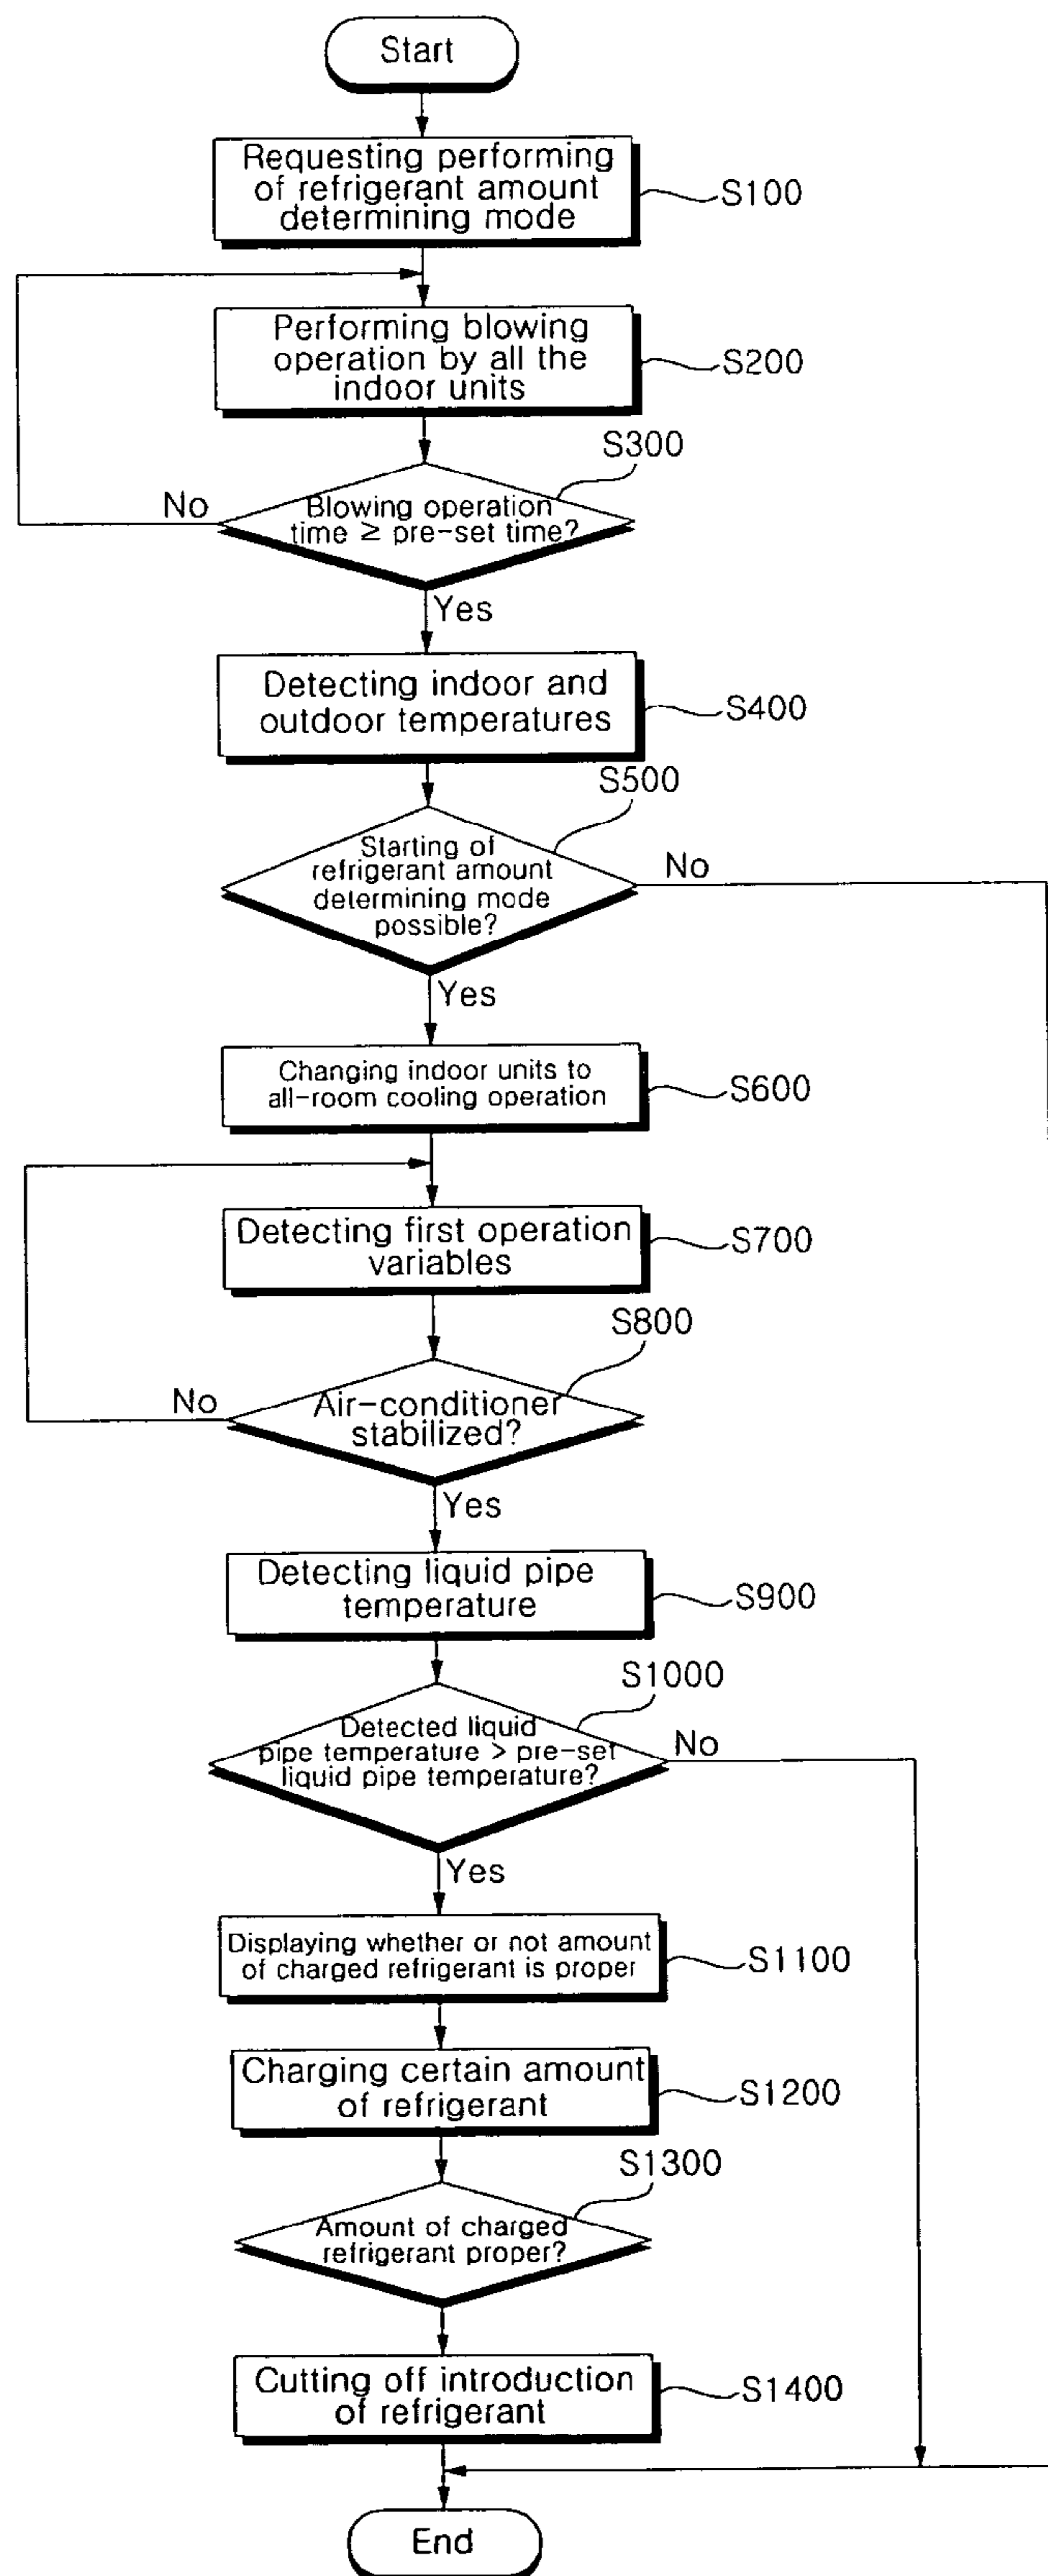 Start
Requesting performing
of refrigerant amount
determining mode
S100
Performing blowing
operation by all the
indoor units
S200
S300
Blowing operation
time ≥ pre-set time?
No
Yes
Detecting indoor and
outdoor temperatures
S400
S500
Starting of
refrigerant amount
determining mode
possible?
No
Yes
Changing indoor units to
all-room cooling operation
S600
Detecting first operation
variables
S700
S800
Air-conditioner
stabilized?
No
Yes
Detecting liquid pipe
temperature
S900
S1000
Detected liquid
pipe temperature > pre-set
liquid pipe temperature?
No
Yes
Displaying whether or not amount
of charged refrigerant is proper
S1100
Charging certain amount
of refrigerant
S1200
S1300
Amount of charged
refrigerant proper?
Cutting off introduction
of refrigerant
S1400
End